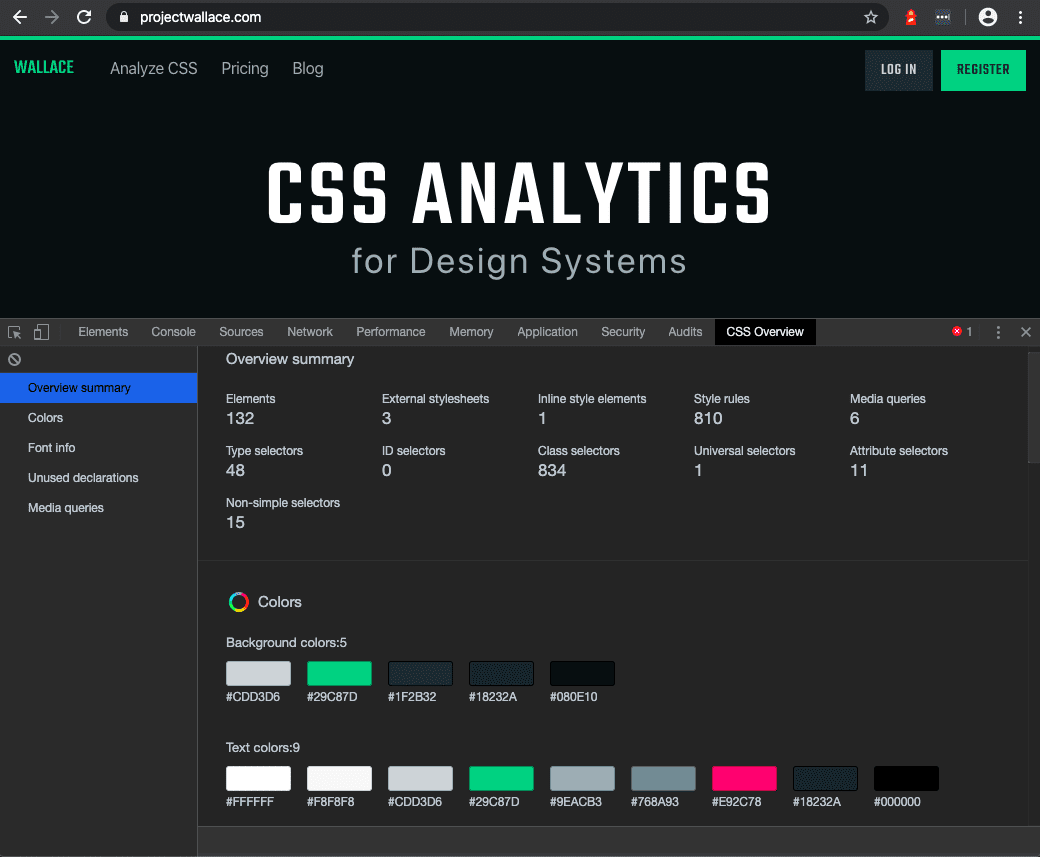 projectwallace.com
WALLACE Analyze CSS Pricing Blog LOG IN REGISTER
CSS ANALYTICS
for Design Systems
Elements Console Sources Network Performance Memory Application Security Audits CSS Overview 1
Overview summary
Colors
Font info
Unused declarations
Media queries
Overview summary
Elements External stylesheets Inline style elements Style rules Media queries
132 3 1 810 6
Type selectors ID selectors Class selectors Universal selectors Attribute selectors
48 0 834 1 11
Non-simple selectors
15
Colors
Background colors:5
#CDD3D6 #29C87D #1F2B32 #18232A #080E10
Text colors:9
#FFFFFF #F8F8F8 #CDD3D6 #29C87D #9EACB3 #768A93 #E92C78 #18232A #000000